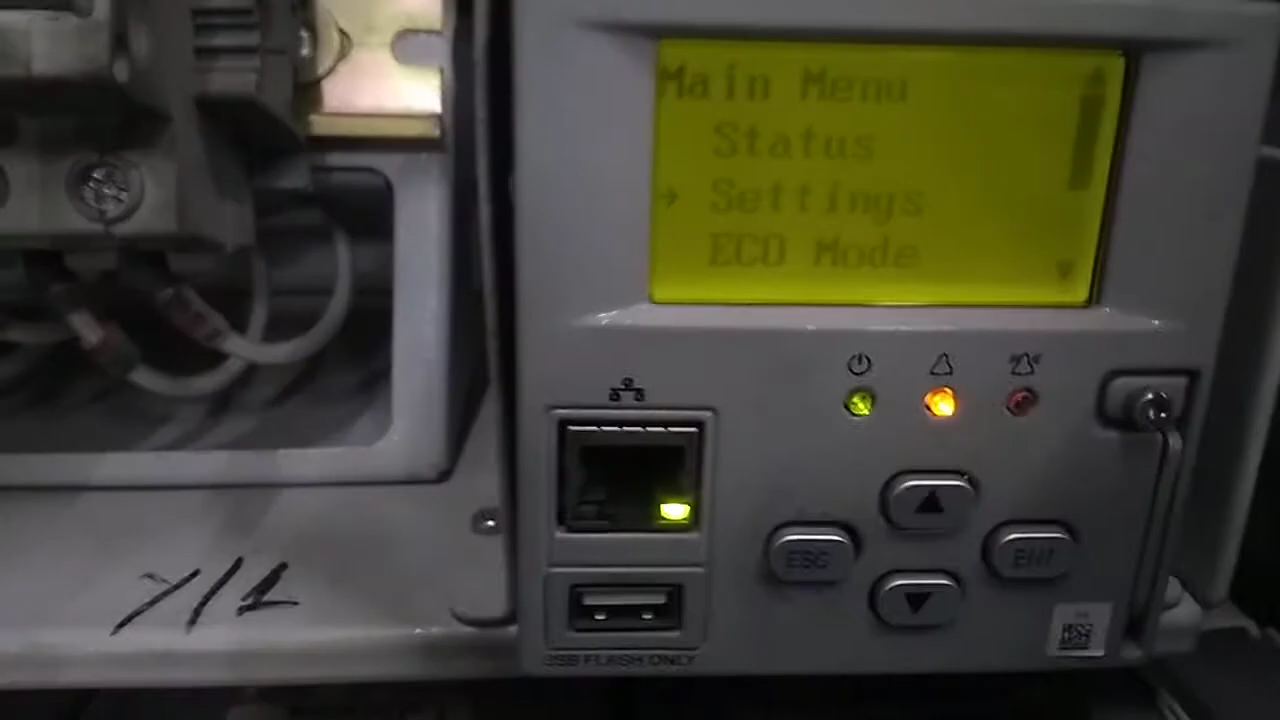 Main Menu
Status
→ Settings
ECO Mode
ESC
ENT
USB FLASH ONLY